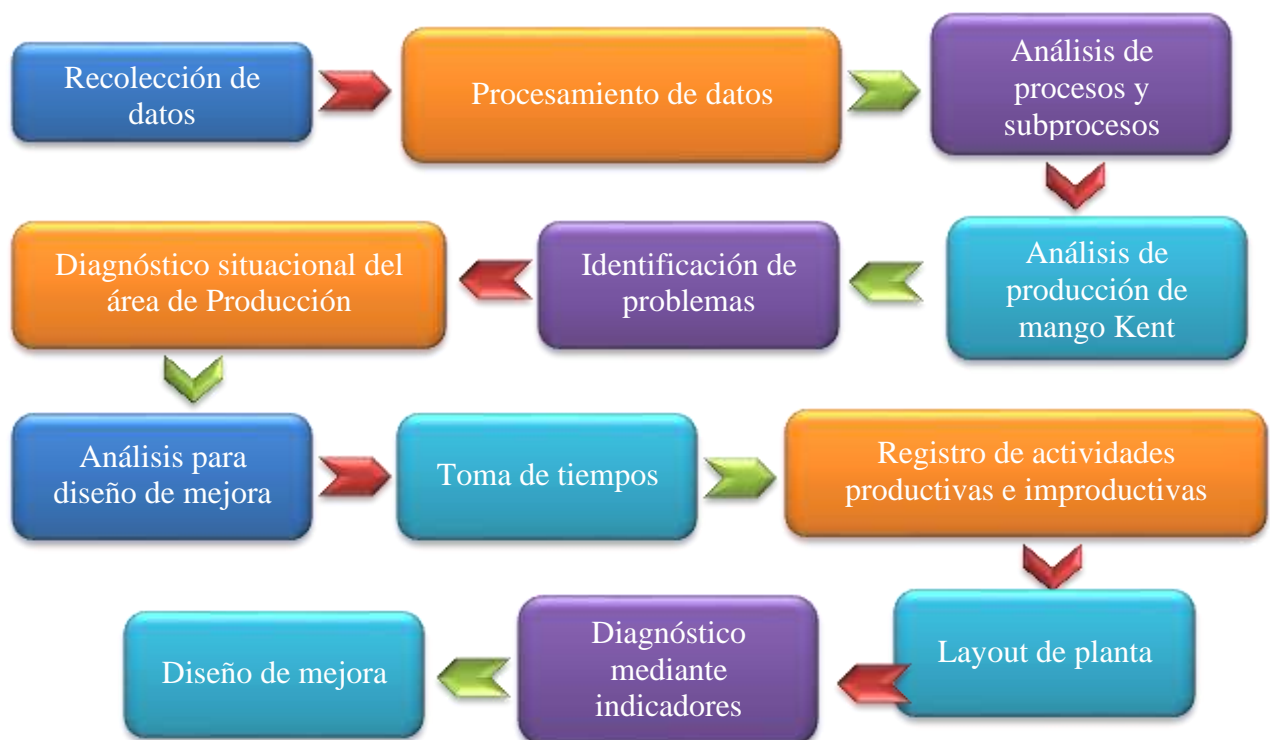 Recolección de
datos
Procesamiento de datos
Análisis de
procesos y
subprocesos
Análisis de
producción de
mango Kent
Identificación de
problemas
Diagnóstico situacional del
área de Producción
Análisis para
diseño de mejora
Toma de tiempos
Registro de actividades
productivas e improductivas
Layout de planta
Diagnóstico
mediante
indicadores
Diseño de mejora